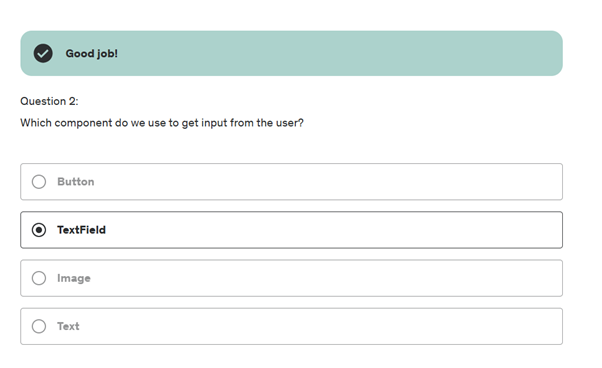 Good job!
Question 2:
Which component do we use to get input from the user?
Button
TextField
Image
Text